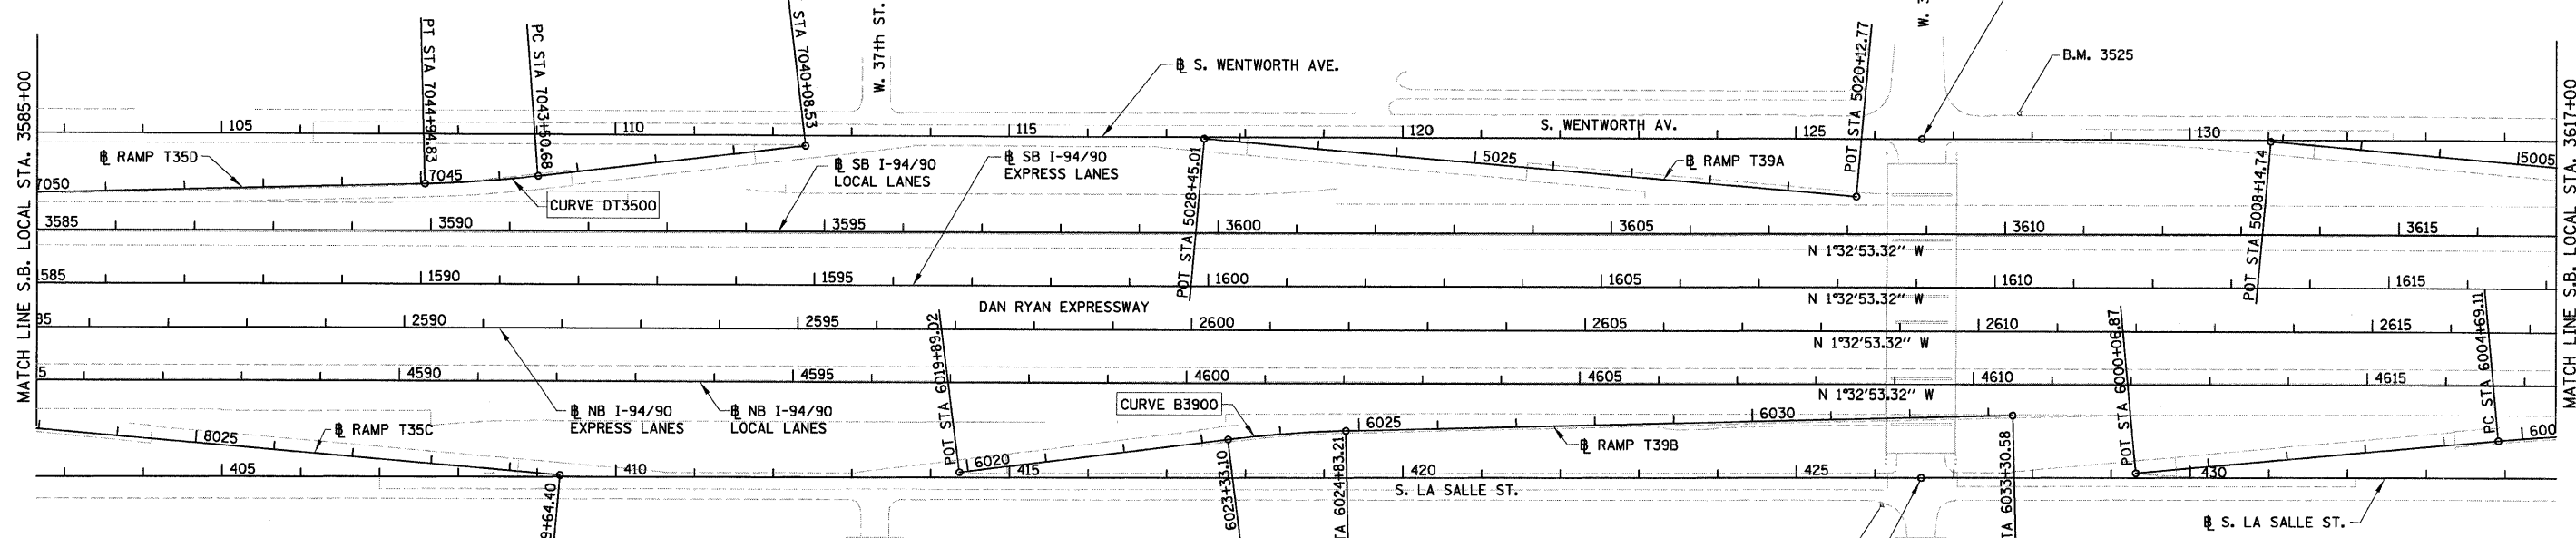 MATCH LINE S.B. LOCAL STA. 3585+00
PT STA 7044+94.83
PC STA 7043+50.68
STA 7040+08.53
W. 37th ST.
B.M. 3525
℄ S. WENTWORTH AVE.
POT STA 5020+12.77
105
110
115
120
S. WENTWORTH AV.
125
130
℄ RAMP T35D
7050
7045
CURVE DT3500
℄ SB I-94/90
LOCAL LANES
℄ SB I-94/90
EXPRESS LANES
POT STA 5028+45.01
5025
℄ RAMP T39A
POT STA 5008+14.74
5005
3585
3590
3595
3600
3605
3610
3615
N 1°32'53.32" W
1585
1590
1595
1600
1605
1610
1615
DAN RYAN EXPRESSWAY
N 1°32'53.32" W
85
2590
2595
2600
2605
2610
2615
N 1°32'53.32" W
5
4590
4595
4600
4605
4610
4615
N 1°32'53.32" W
℄ NB I-94/90
EXPRESS LANES
℄ NB I-94/90
LOCAL LANES
POT STA 6019+89.02
CURVE B3900
POT STA 6000+06.87
PC STA 6004+69.11
8025
℄ RAMP T35C
6020
6025
6030
℄ RAMP T39B
600
405
410
415
420
425
430
9+64.40
6023+33.10
TA 6024+83.21
S. LA SALLE ST.
TA 6033+30.58
℄ S. LA SALLE ST.
MATCH LINE S.B. LOCAL STA. 3617+00